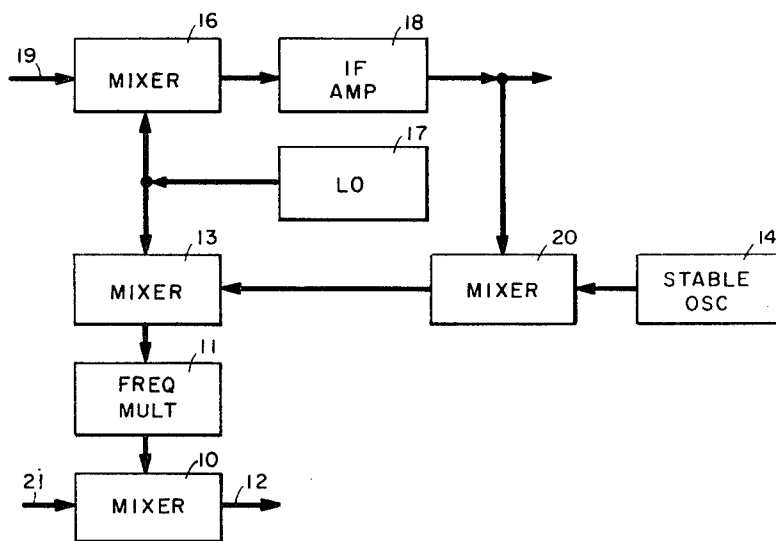 16
18
19
MIXER
IF
AMP
17
LO
13
20
14
MIXER
MIXER
STABLE
OSC
11
FREQ
MULT
10
21
MIXER
12